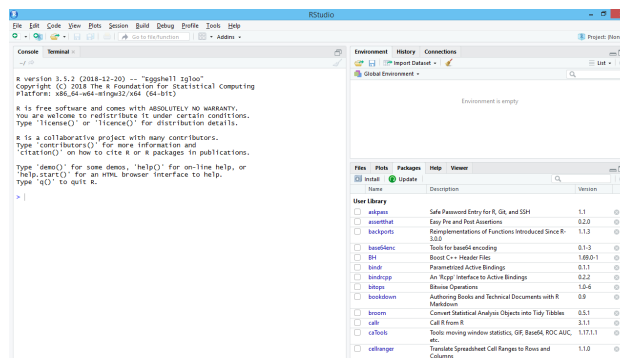 RStudio
File Edit Code View Plots Session Build Debug Profile Tools Help
Go to file/function Addins Project: (Non
Console Terminal
~/
R version 3.5.2 (2018-12-20) -- "Eggshell Igloo"
Copyright (C) 2018 The R Foundation for Statistical Computing
Platform: x86_64-w64-mingw32/x64 (64-bit)
R is free software and comes with ABSOLUTELY NO WARRANTY.
You are welcome to redistribute it under certain conditions.
Type 'license()' or 'licence()' for distribution details.
R is a collaborative project with many contributors.
Type 'contributors()' for more information and
'citation()' on how to cite R or R packages in publications.
Type 'demo()' for some demos, 'help()' for on-line help, or
'help.start()' for an HTML browser interface to help.
Type 'q()' to quit R.
>
Environment History Connections
Import Dataset List
Global Environment
Environment is empty
Files Plots Packages Help Viewer
Install Update
Name Description Version
User Library
askpass Safe Password Entry for R, Git, and SSH 1.1
assertthat Easy Pre and Post Assertions 0.2.0
backports Reimplementations of Functions Introduced Since R- 1.1.3
3.0.0
base64enc Tools for base64 encoding 0.1-3
BH Boost C++ Header Files 1.69.0-1
bindr Parametrized Active Bindings 0.1.1
bindrcpp An 'Rcpp' Interface to Active Bindings 0.2.2
bitops Bitwise Operations 1.0-6
bookdown Authoring Books and Technical Documents with R 0.9
Markdown
broom Convert Statistical Analysis Objects into Tidy Tibbles 0.5.1
callr Call R from R 3.1.1
caTools Tools: moving window statistics, GIF, Base64, ROC AUC, 1.17.1.1
etc.
cellranger Translate Spreadsheet Cell Ranges to Rows and 1.1.0
Columns